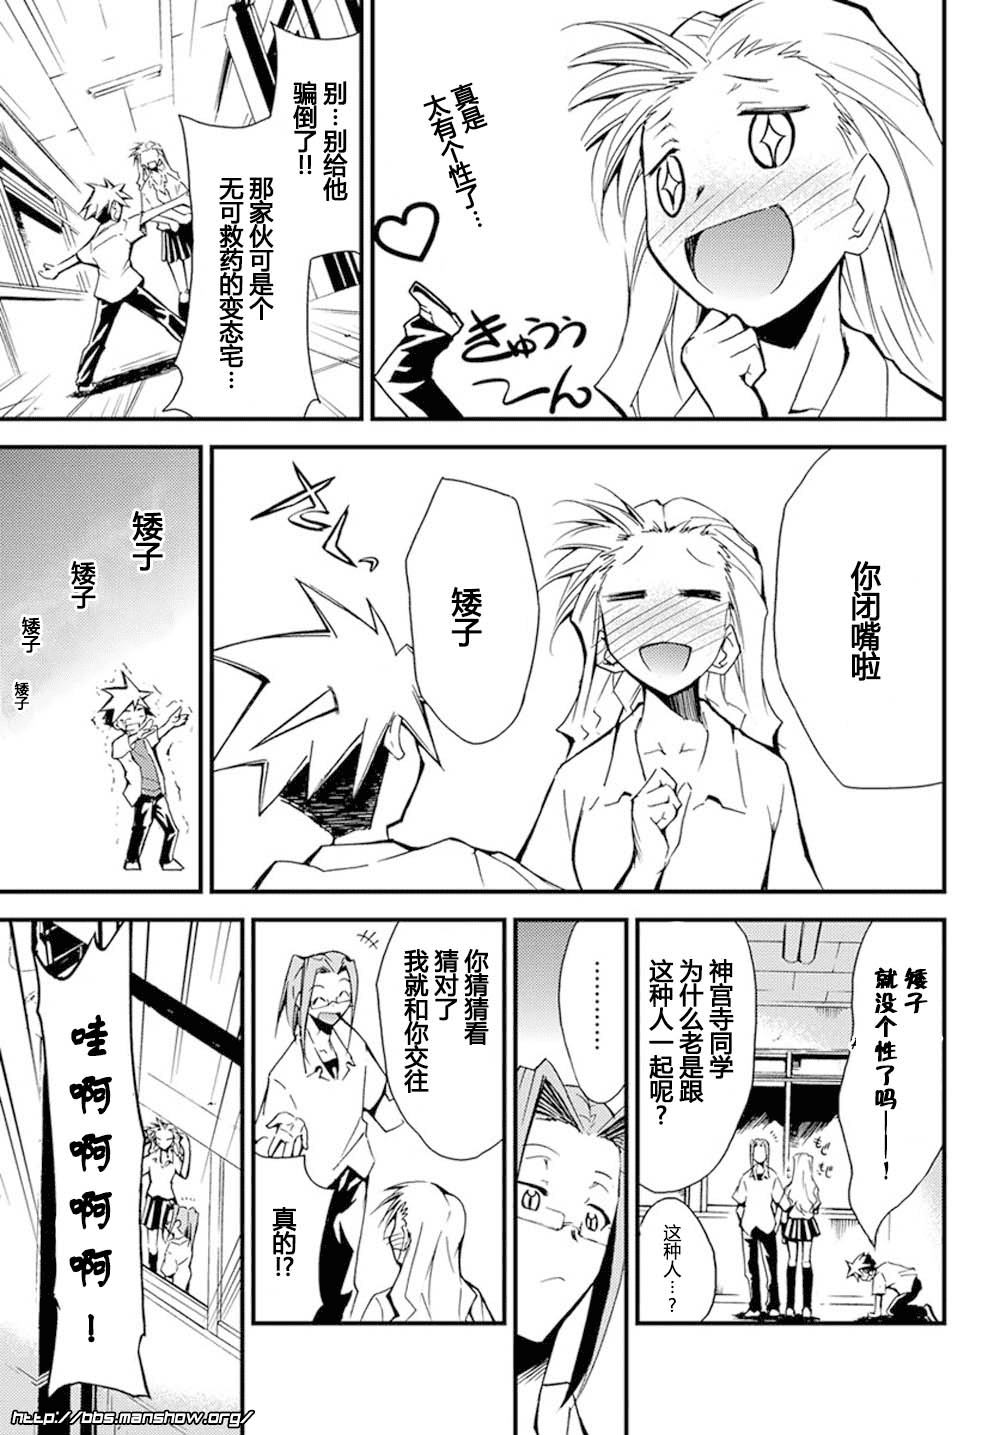 真是
太有个性了…
きゅうぅ
〜ん
别…别给他
骗倒了!!
那家伙可是个
无可救药的变态宅…
你闭嘴啦
矮子
矮子
矮子
矮子
矮子
矮子
就没个性了吗——!
もじ
もじ
神宫寺同学
为什么老是跟
这种人一起呢?
这种人…?
………
你猜猜看
猜对了
我就和你交往
真的!?
哇啊啊啊啊!
http://bbs.manshow.org/